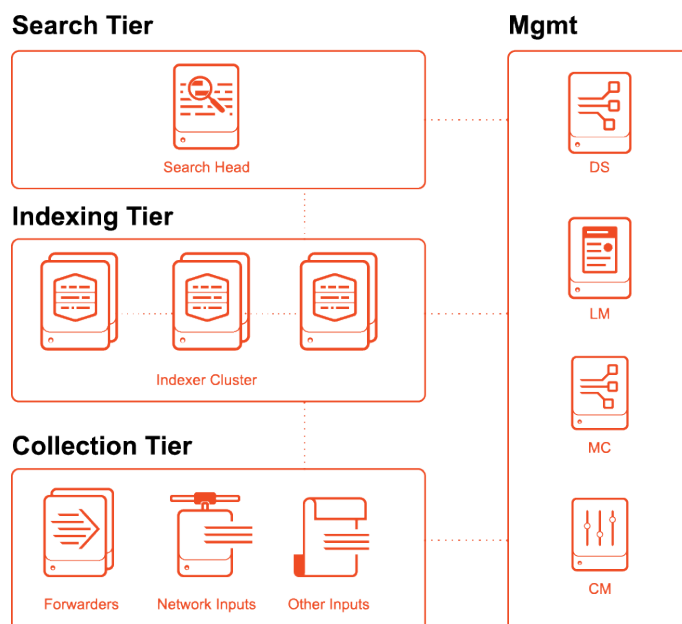 Search Tier
Mgmt
Search Head
DS
Indexing Tier
LM
Indexer Cluster
MC
Collection Tier
CM
Forwarders
Network Inputs
Other Inputs